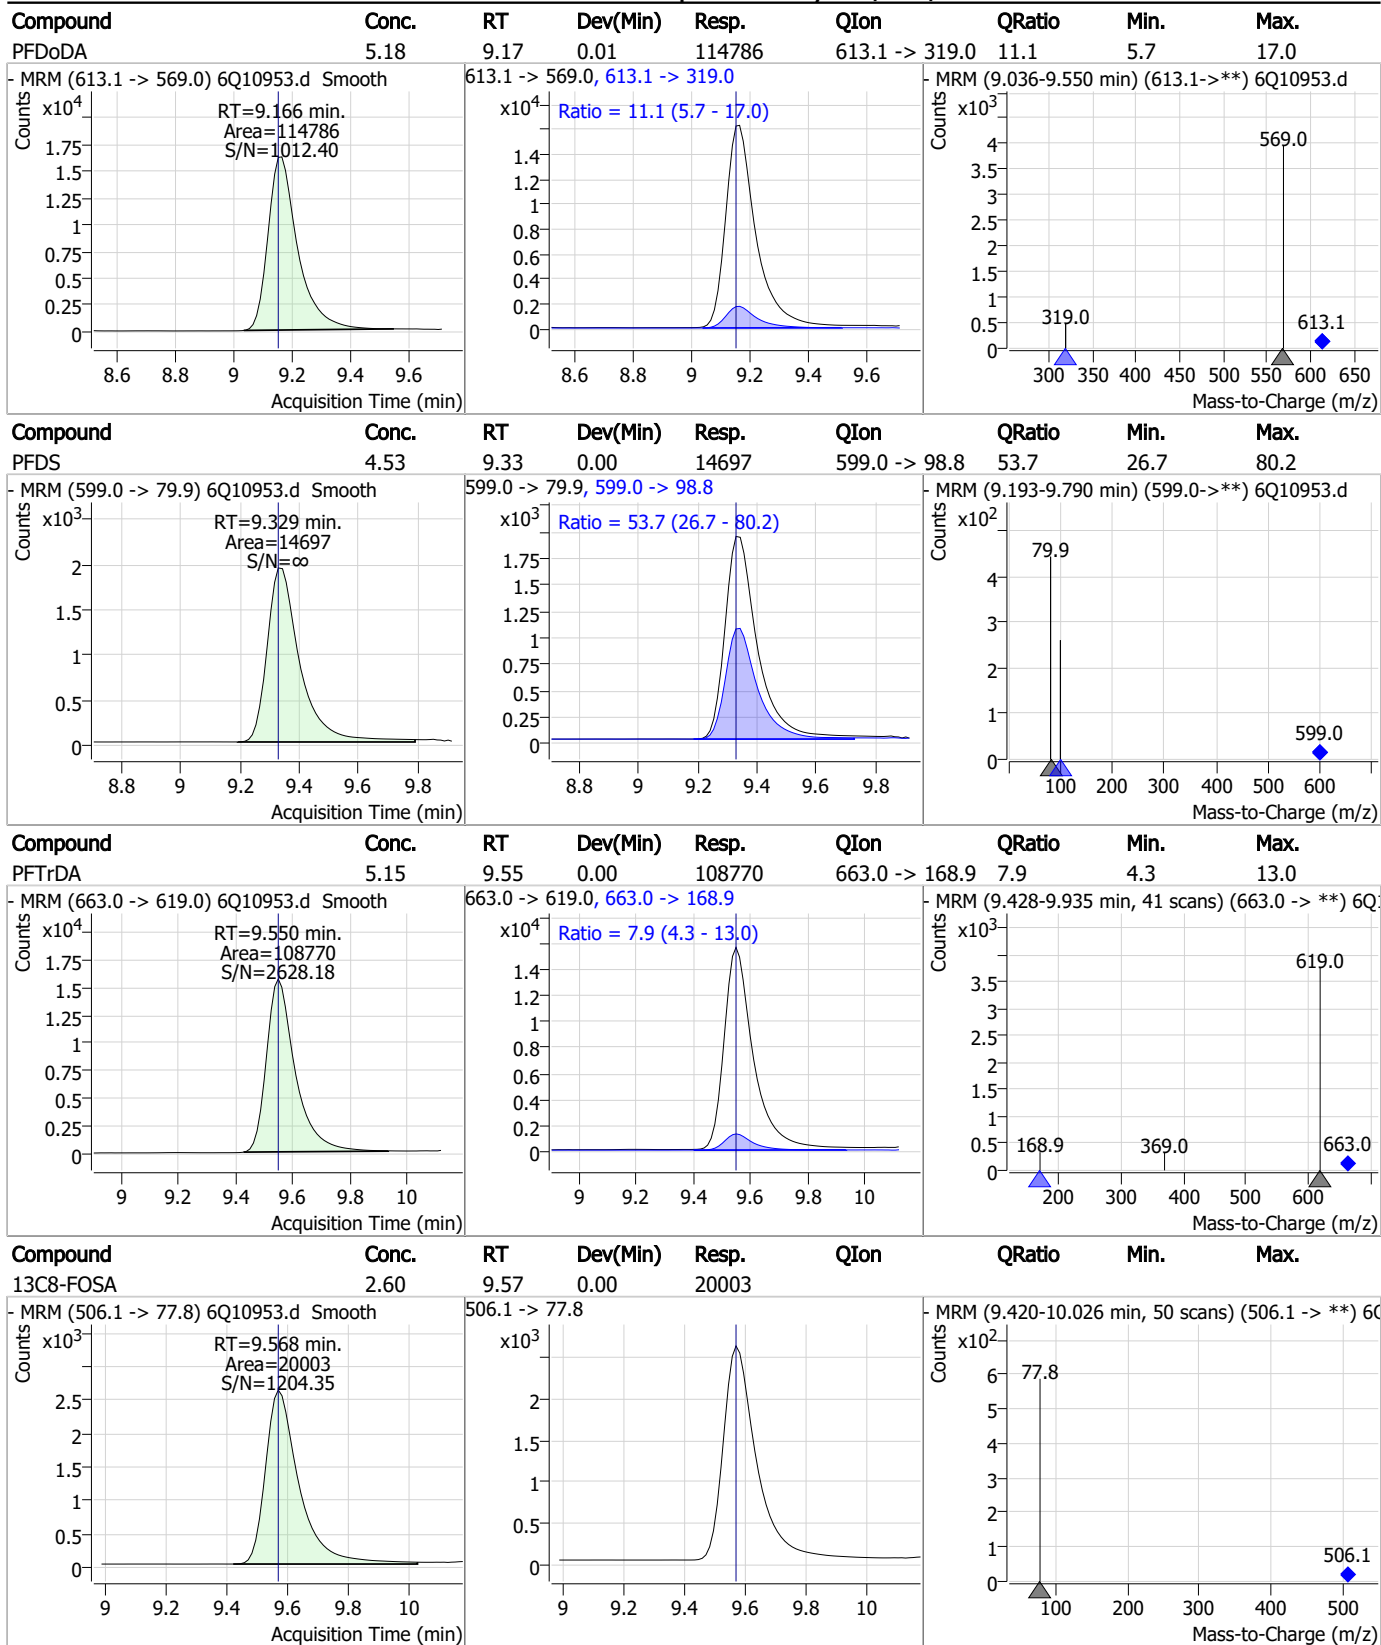 Compound Conc. RT Dev(Min) Resp. QIon QRatio Min. Max.
PFDoDA 5.18 9.17 0.01 114786 613.1 -> 319.0 11.1 5.7 17.0
- MRM (613.1 -> 569.0) 6Q10953.d Smooth
Counts
x10⁴
RT=9.166 min.
Area=114786
S/N=1012.40
1.75
1.5
1.25
1
0.75
0.5
0.25
0
8.6 8.8 9 9.2 9.4 9.6
Acquisition Time (min)
613.1 -> 569.0, 613.1 -> 319.0
x10⁴
Ratio = 11.1 (5.7 - 17.0)
1.4
1.2
1
0.8
0.6
0.4
0.2
0
8.6 8.8 9 9.2 9.4 9.6
Acquisition Time (min)
- MRM (9.036-9.550 min) (613.1->**) 6Q10953.d
Counts
x10³
4
3.5
3
2.5
2
1.5
1
0.5
0
569.0
319.0
613.1
300 350 400 450 500 550 600 650
Mass-to-Charge (m/z)
Compound Conc. RT Dev(Min) Resp. QIon QRatio Min. Max.
PFDS 4.53 9.33 0.00 14697 599.0 -> 98.8 53.7 26.7 80.2
- MRM (599.0 -> 79.9) 6Q10953.d Smooth
Counts
x10³
RT=9.329 min.
Area=14697
S/N=∞
2
1.5
1
0.5
0
8.8 9 9.2 9.4 9.6 9.8
Acquisition Time (min)
599.0 -> 79.9, 599.0 -> 98.8
x10³
Ratio = 53.7 (26.7 - 80.2)
1.75
1.5
1.25
1
0.75
0.5
0.25
0
8.8 9 9.2 9.4 9.6 9.8
Acquisition Time (min)
- MRM (9.193-9.790 min) (599.0->**) 6Q10953.d
Counts
x10²
4
3
2
1
0
79.9
599.0
100 200 300 400 500 600
Mass-to-Charge (m/z)
Compound Conc. RT Dev(Min) Resp. QIon QRatio Min. Max.
PFTrDA 5.15 9.55 0.00 108770 663.0 -> 168.9 7.9 4.3 13.0
- MRM (663.0 -> 619.0) 6Q10953.d Smooth
Counts
x10⁴
RT=9.550 min.
Area=108770
S/N=2628.18
1.75
1.5
1.25
1
0.75
0.5
0.25
0
9 9.2 9.4 9.6 9.8 10
Acquisition Time (min)
663.0 -> 619.0, 663.0 -> 168.9
x10⁴
Ratio = 7.9 (4.3 - 13.0)
1.4
1.2
1
0.8
0.6
0.4
0.2
0
9 9.2 9.4 9.6 9.8 10
Acquisition Time (min)
- MRM (9.428-9.935 min, 41 scans) (663.0 -> **)
Counts
x10³
3.5
3
2.5
2
1.5
1
0.5
0
619.0
168.9
369.0
663.0
200 300 400 500 600
Mass-to-Charge (m/z)
Compound Conc. RT Dev(Min) Resp. QIon QRatio Min. Max.
13C8-FOSA 2.60 9.57 0.00 20003
- MRM (506.1 -> 77.8) 6Q10953.d Smooth
Counts
x10³
RT=9.568 min.
Area=20003
S/N=1204.35
2.5
2
1.5
1
0.5
0
9 9.2 9.4 9.6 9.8 10
Acquisition Time (min)
506.1 -> 77.8
x10³
2
1.5
1
0.5
0
9 9.2 9.4 9.6 9.8 10
Acquisition Time (min)
- MRM (9.420-10.026 min, 50 scans) (506.1 -> **)
Counts
x10²
6
5
4
3
2
1
0
77.8
506.1
100 200 300 400 500
Mass-to-Charge (m/z)